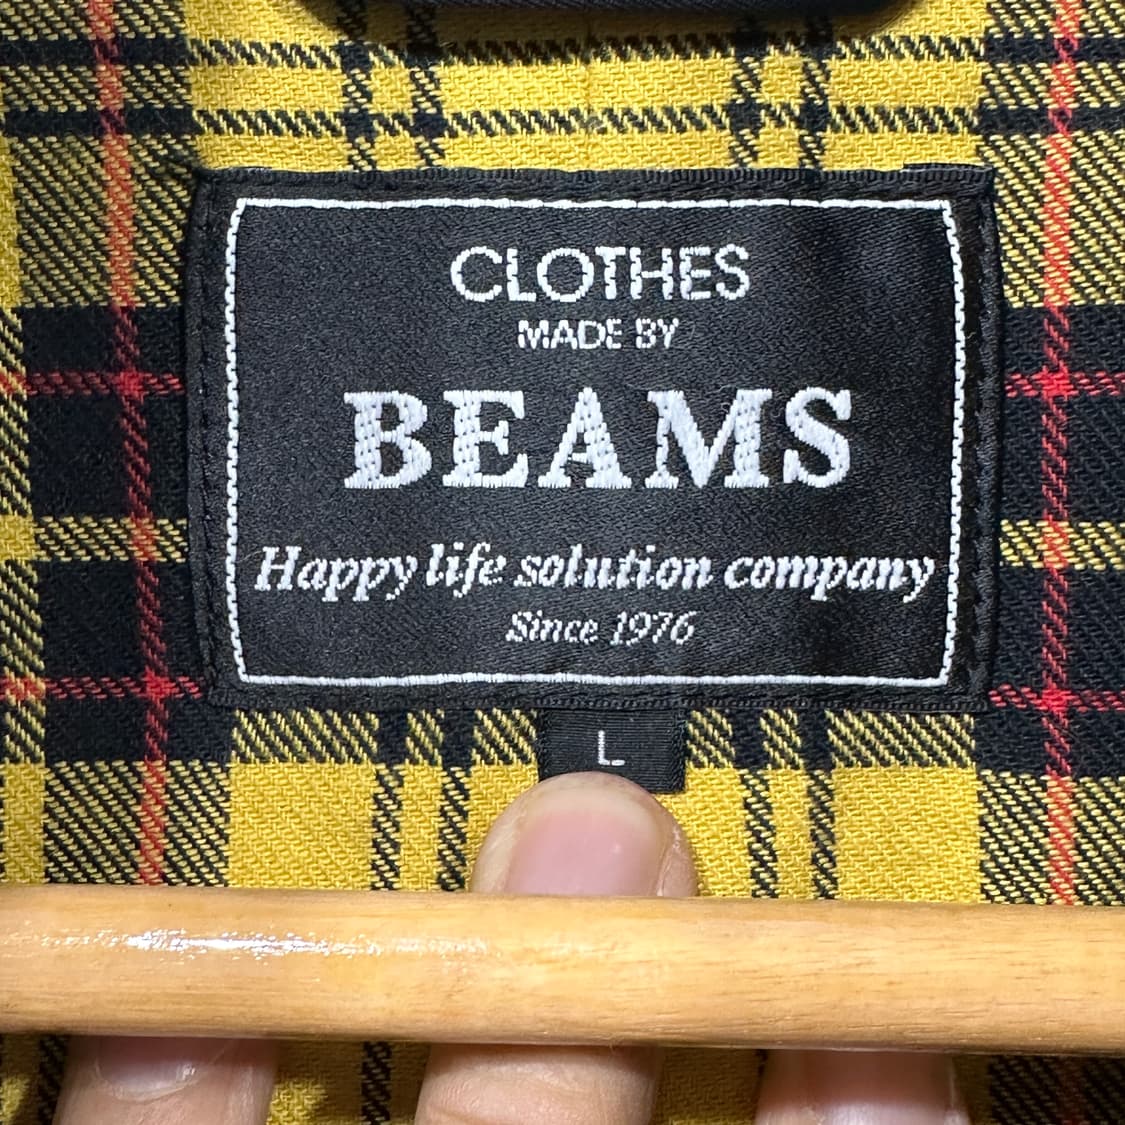 CLOTHES
MADE BY
BEAMS
Happy life solution company
Since 1976
L